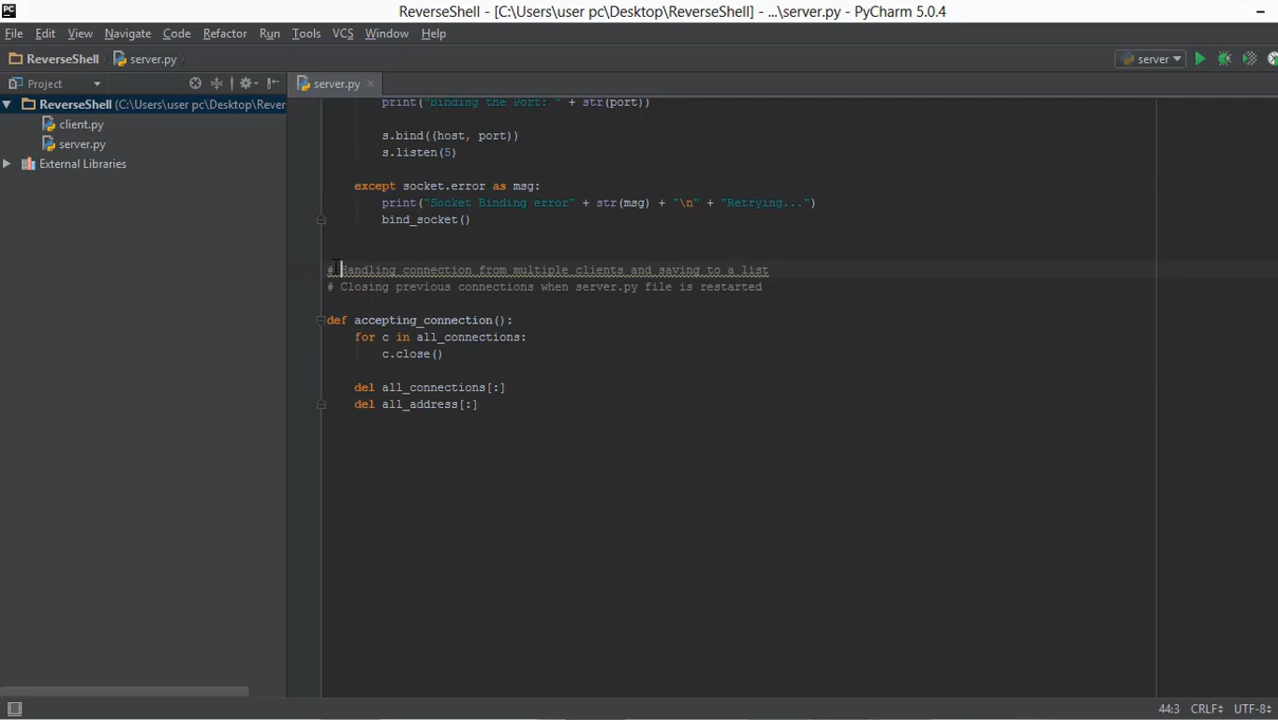 ReverseShell - [C:\Users\user pc\Desktop\ReverseShell] - ...\server.py - PyCharm 5.0.4
File Edit View Navigate Code Refactor Run Tools VCS Window Help
ReverseShell server.py server
Project server.py
ReverseShell (C:\Users\user pc\Desktop\Rever
client.py
server.py
External Libraries
print("Binding the Port: " + str(port))
s.bind((host, port))
s.listen(5)
except socket.error as msg:
print("Socket Binding error" + str(msg) + "\n" + "Retrying...")
bind_socket()
# Handling connection from multiple clients and saving to a list
# Closing previous connections when server.py file is restarted
def accepting_connection():
for c in all_connections:
c.close()
del all_connections[:]
del all_address[:]
44:3 CRLF UTF-8